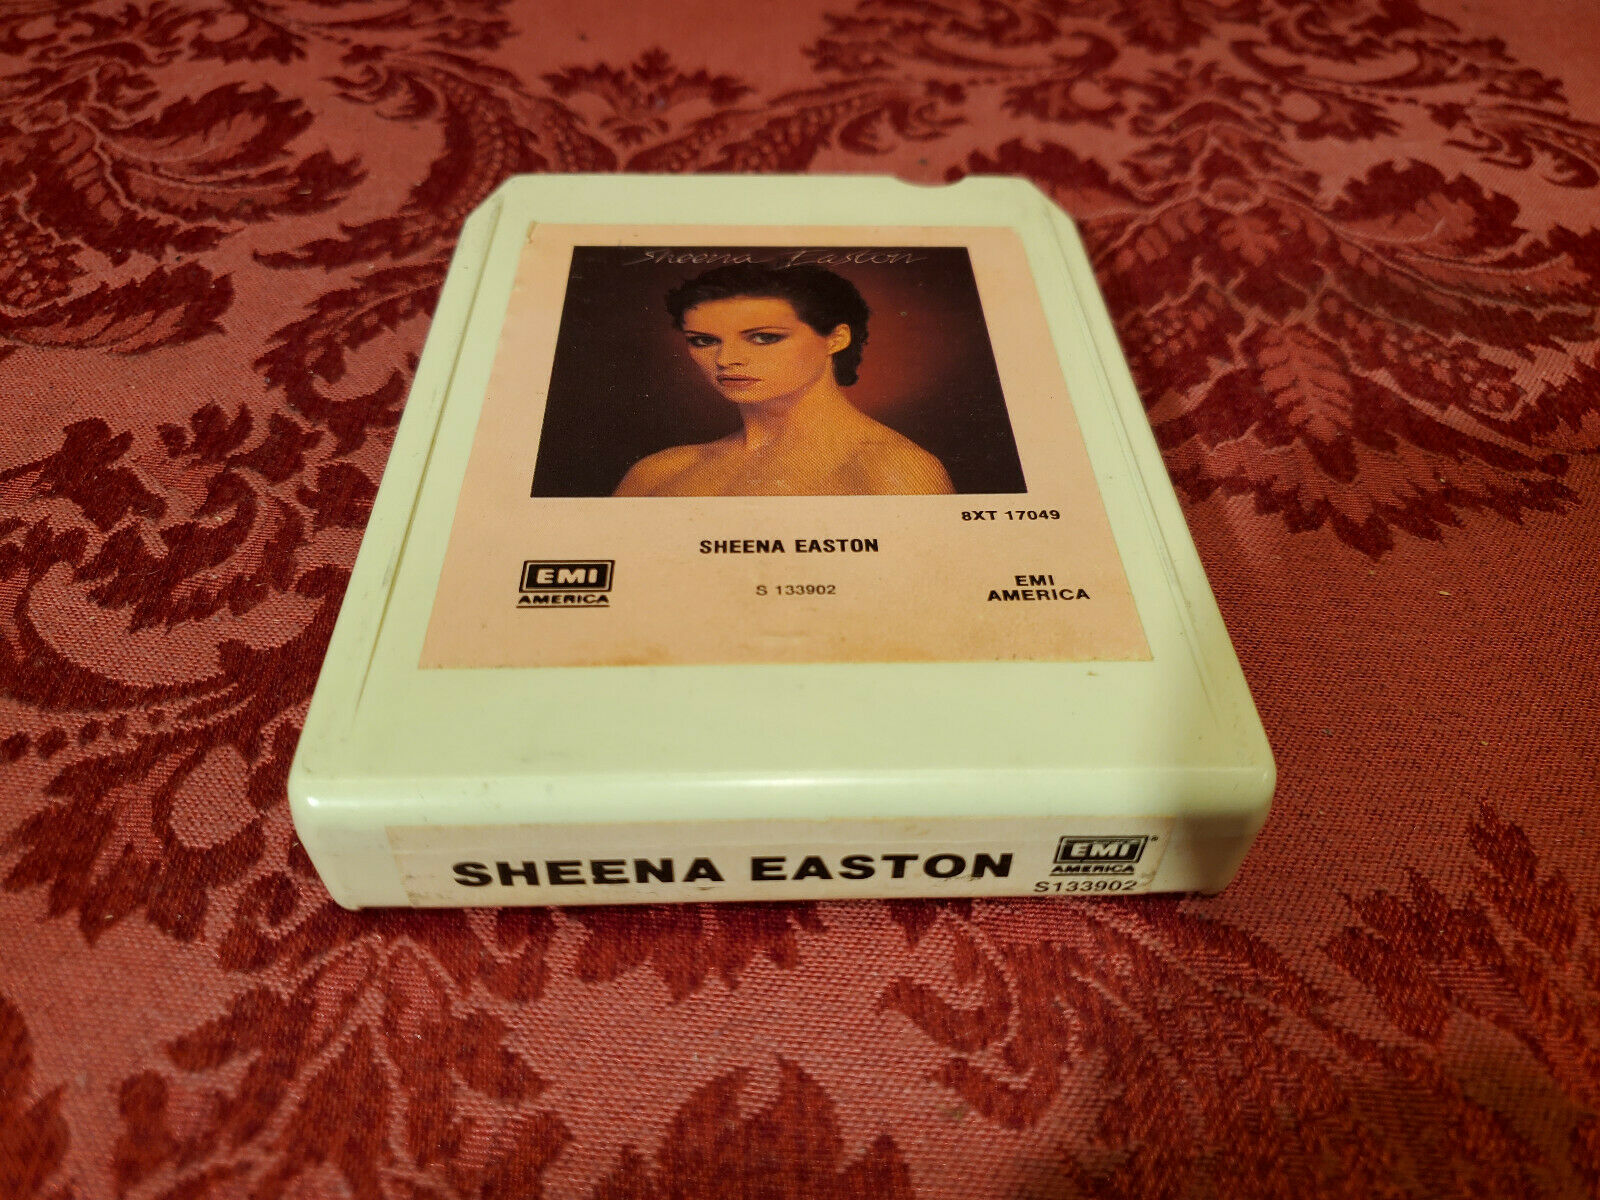 Sheena Easton
8XT 17049
SHEENA EASTON
EMI
AMERICA
S 133902
EMI
AMERICA
SHEENA EASTON
EMI
AMERICA
S133902